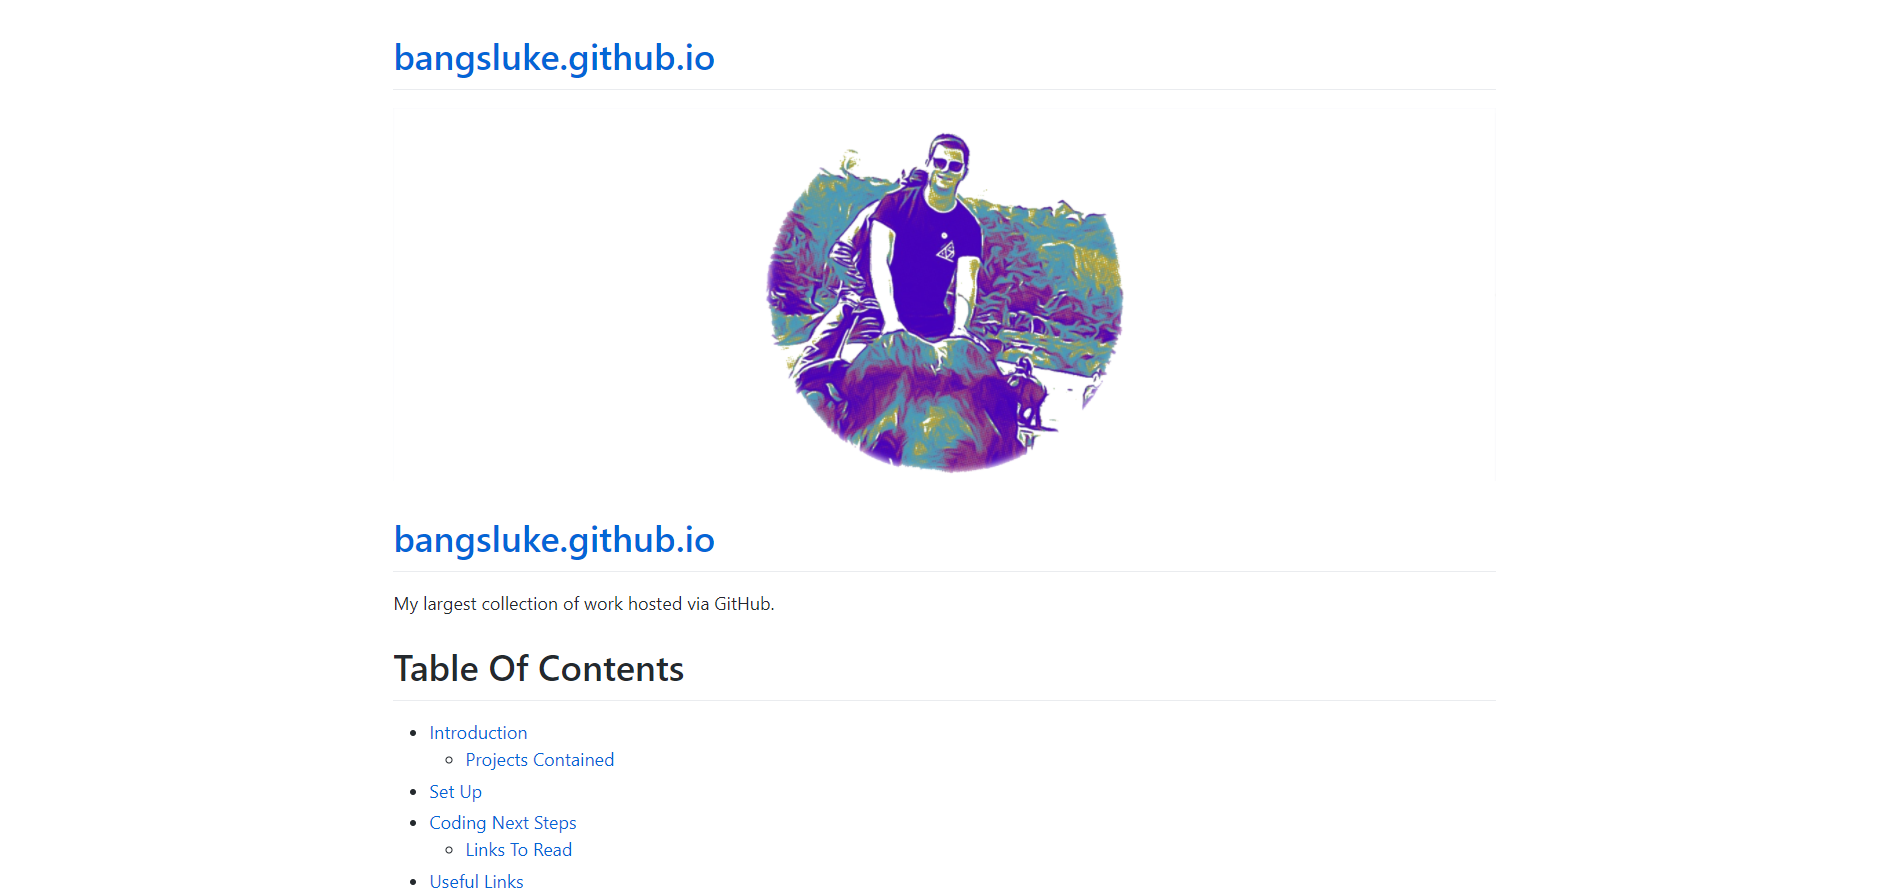 bangsluke.github.io
bangsluke.github.io
My largest collection of work hosted via GitHub.
Table Of Contents
Introduction
Projects Contained
Set Up
Coding Next Steps
Links To Read
Useful Links